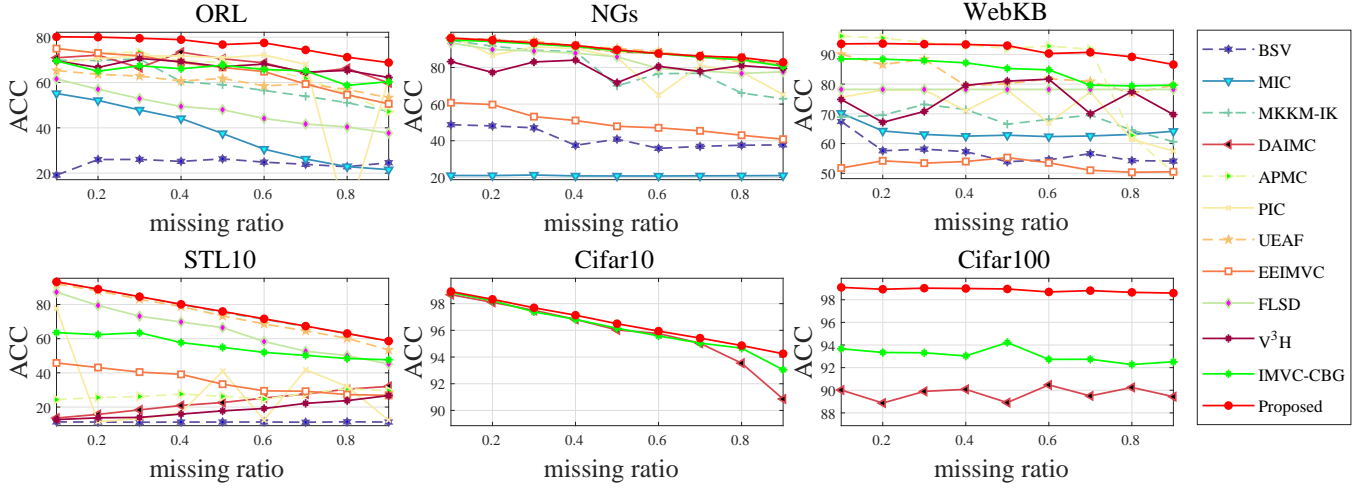 ORL
ACC
80
60
40
20
0.2 0.4 0.6 0.8
missing ratio
NGs
ACC
80
60
40
20
0.2 0.4 0.6 0.8
missing ratio
WebKB
ACC
90
80
70
60
50
0.2 0.4 0.6 0.8
missing ratio
STL10
ACC
80
60
40
20
0.2 0.4 0.6 0.8
missing ratio
Cifar10
ACC
98
96
94
92
90
0.2 0.4 0.6 0.8
missing ratio
Cifar100
ACC
98
96
94
92
90
88
0.2 0.4 0.6 0.8
missing ratio
BSV
MIC
MKKM-IK
DAIMC
APMC
PIC
UEAF
EEIMVC
FLSD
V³H
IMVC-CBG
Proposed